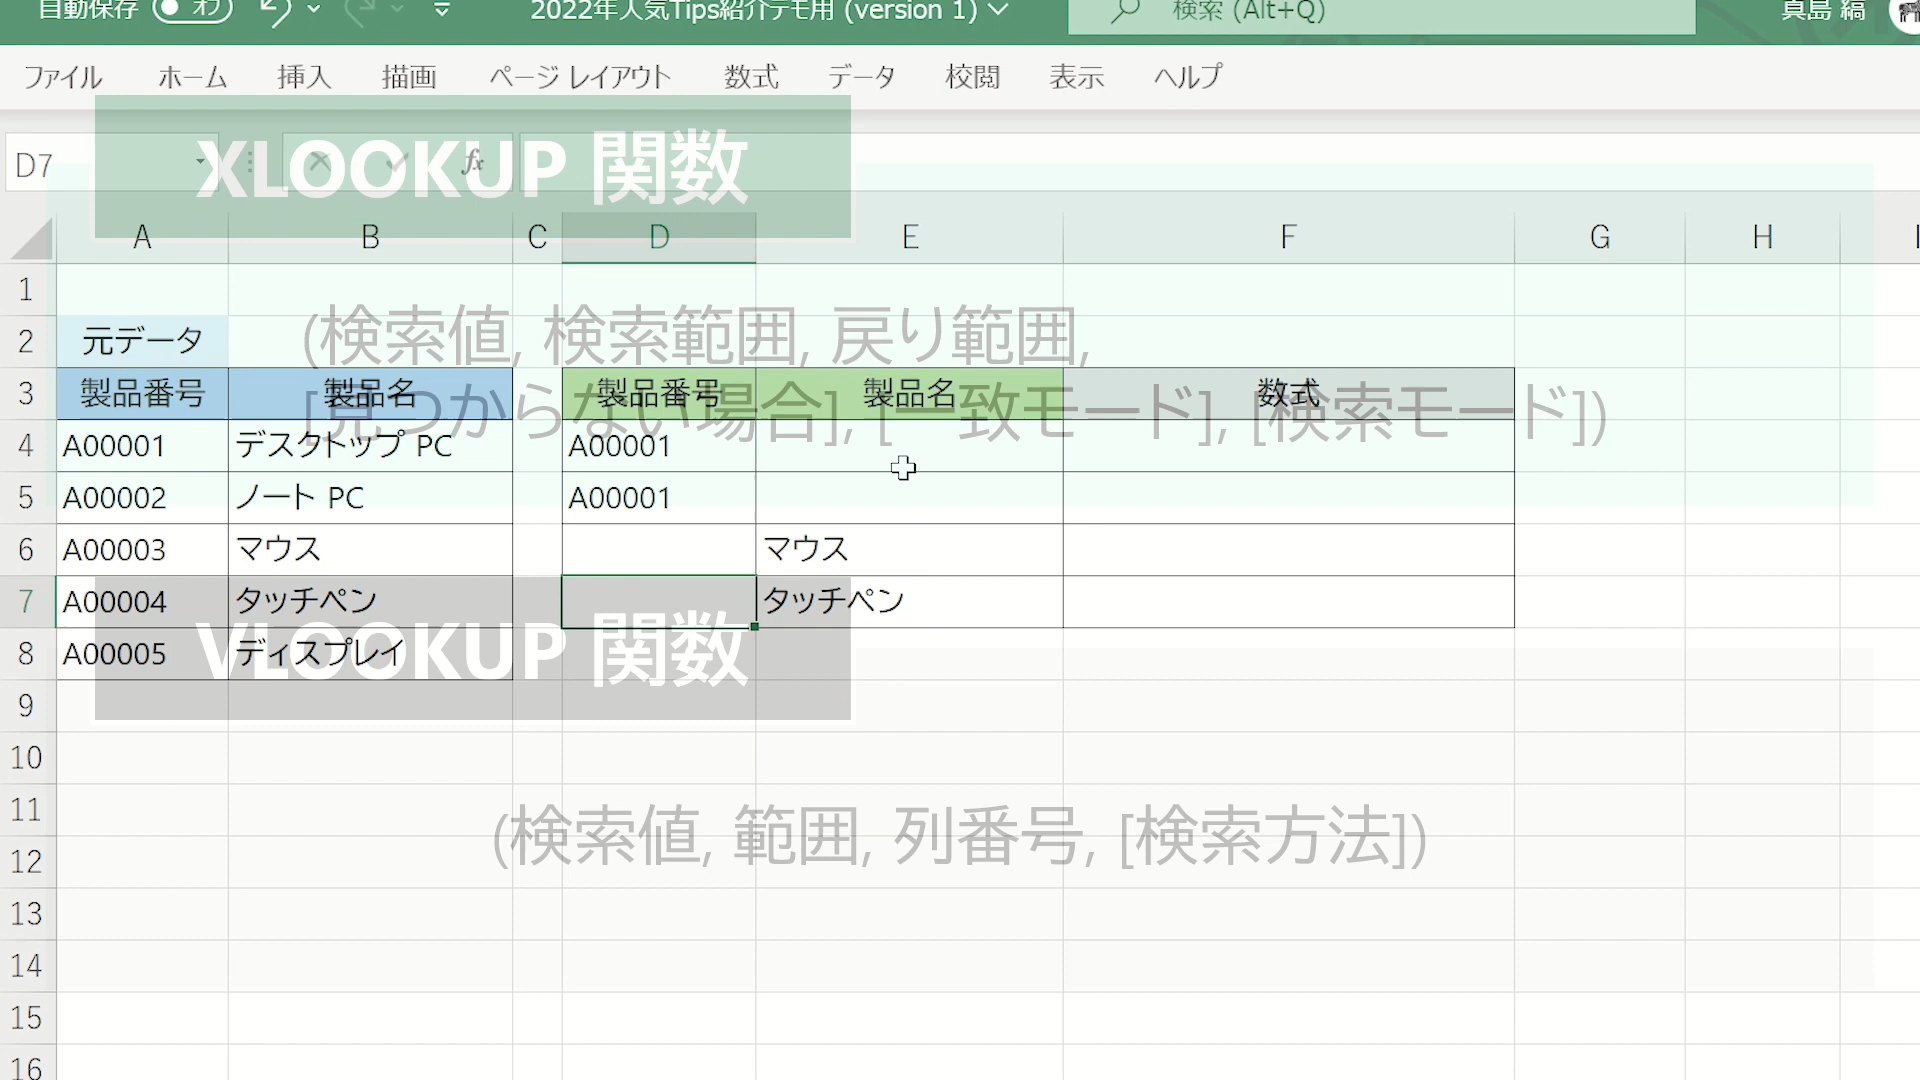 自動保存 オフ 2022年人気Tips紹介デモ用 (version 1) 検索 (Alt+Q) 真島 縞
ファイル ホーム 挿入 描画 ページ レイアウト 数式 データ 校閲 表示 ヘルプ
D7 fx
XLOOKUP 関数
A B C D E F G H I
1
(検索値, 検索範囲, 戻り範囲,
2 元データ
3 製品番号 製品名 製品番号 製品名 数式
[見つからない場合], [一致モード], [検索モード])
4 A00001 デスクトップ PC A00001
5 A00002 ノート PC A00001
6 A00003 マウス マウス
7 A00004 タッチペン タッチペン
VLOOKUP 関数
8 A00005 ディスプレイ
9
10
11
(検索値, 範囲, 列番号, [検索方法])
12
13
14
15
16